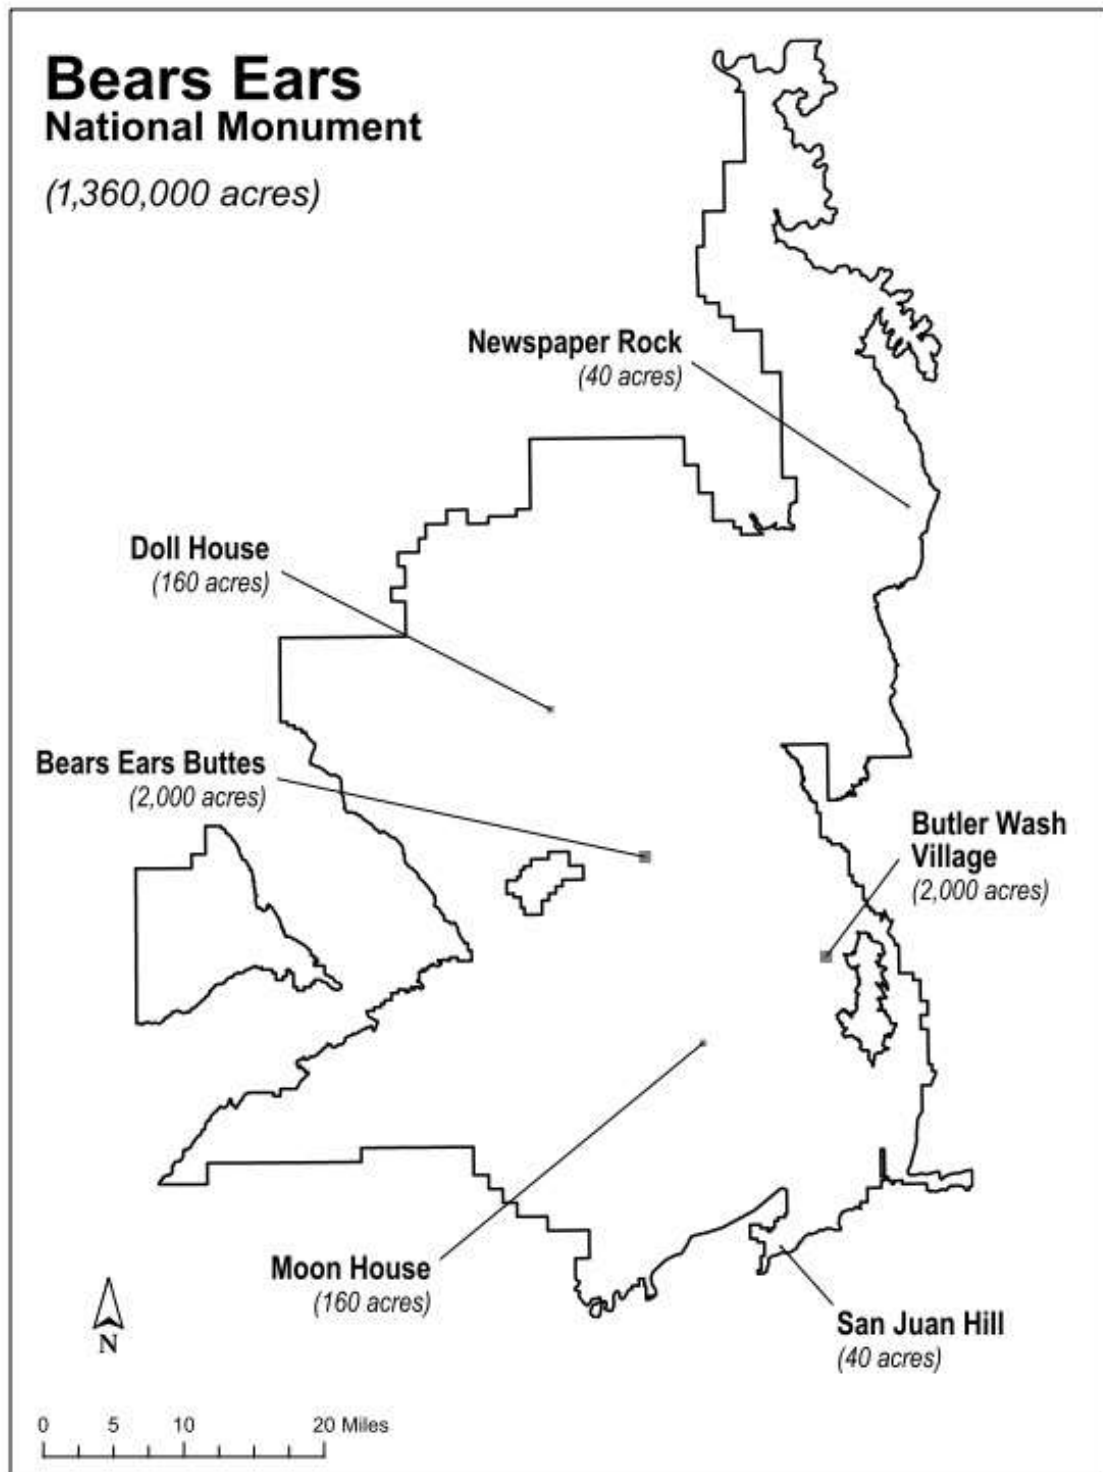 Bears Ears
National Monument
(1,360,000 acres)
Newspaper Rock
(40 acres)
Doll House
(160 acres)
Bears Ears Buttes
(2,000 acres)
Butler Wash
Village
(2,000 acres)
Moon House
(160 acres)
San Juan Hill
(40 acres)
N
0 5 10 20 Miles